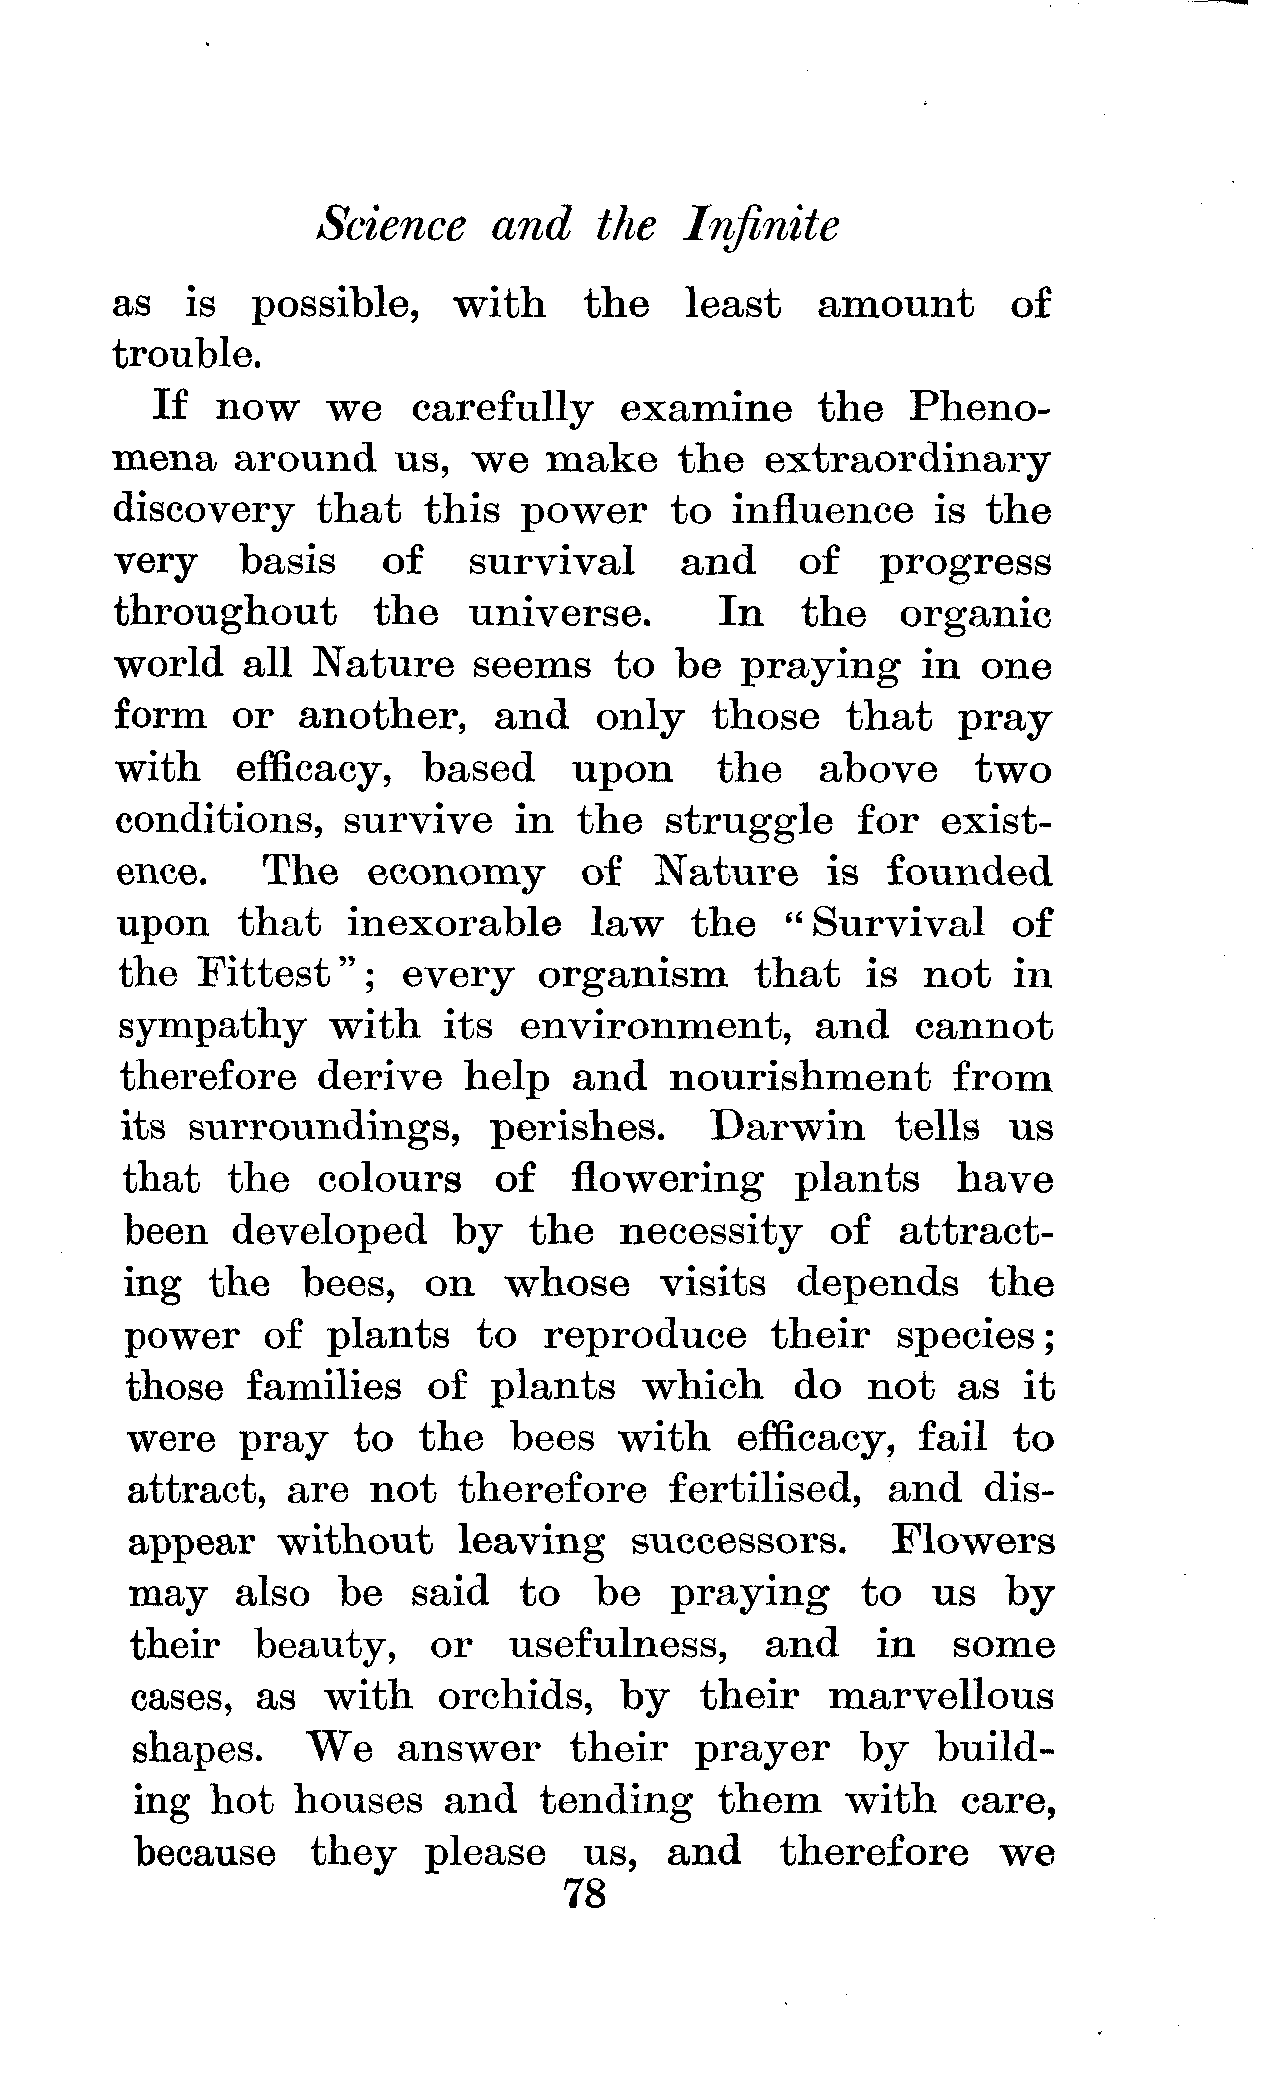 Science and the Infinite
as is possible, with the least amount of
trouble.
If now we carefully examine the Pheno-
mena around us, we make the extraordinary
discovery that this power to influence is the
very basis of survival and of progress
throughout the universe. In the organic
world all Nature seems to be praying in one
form or another, and only those that pray
with efficacy, based upon the above two
conditions, survive in the struggle for exist-
ence. The economy of Nature is founded
upon that inexorable law the “Survival of
the Fittest”; every organism that is not in
sympathy with its environment, and cannot
therefore derive help and nourishment from
its surroundings, perishes. Darwin tells us
that the colours of flowering plants have
been developed by the necessity of attract-
ing the bees, on whose visits depends the
power of plants to reproduce their species;
those families of plants which do not as it
were pray to the bees with efficacy, fail to
attract, are not therefore fertilised, and dis-
appear without leaving successors. Flowers
may also be said to be praying to us by
their beauty, or usefulness, and in some
cases, as with orchids, by their marvellous
shapes. We answer their prayer by build-
ing hot houses and tending them with care,
because they please us, and therefore we
78